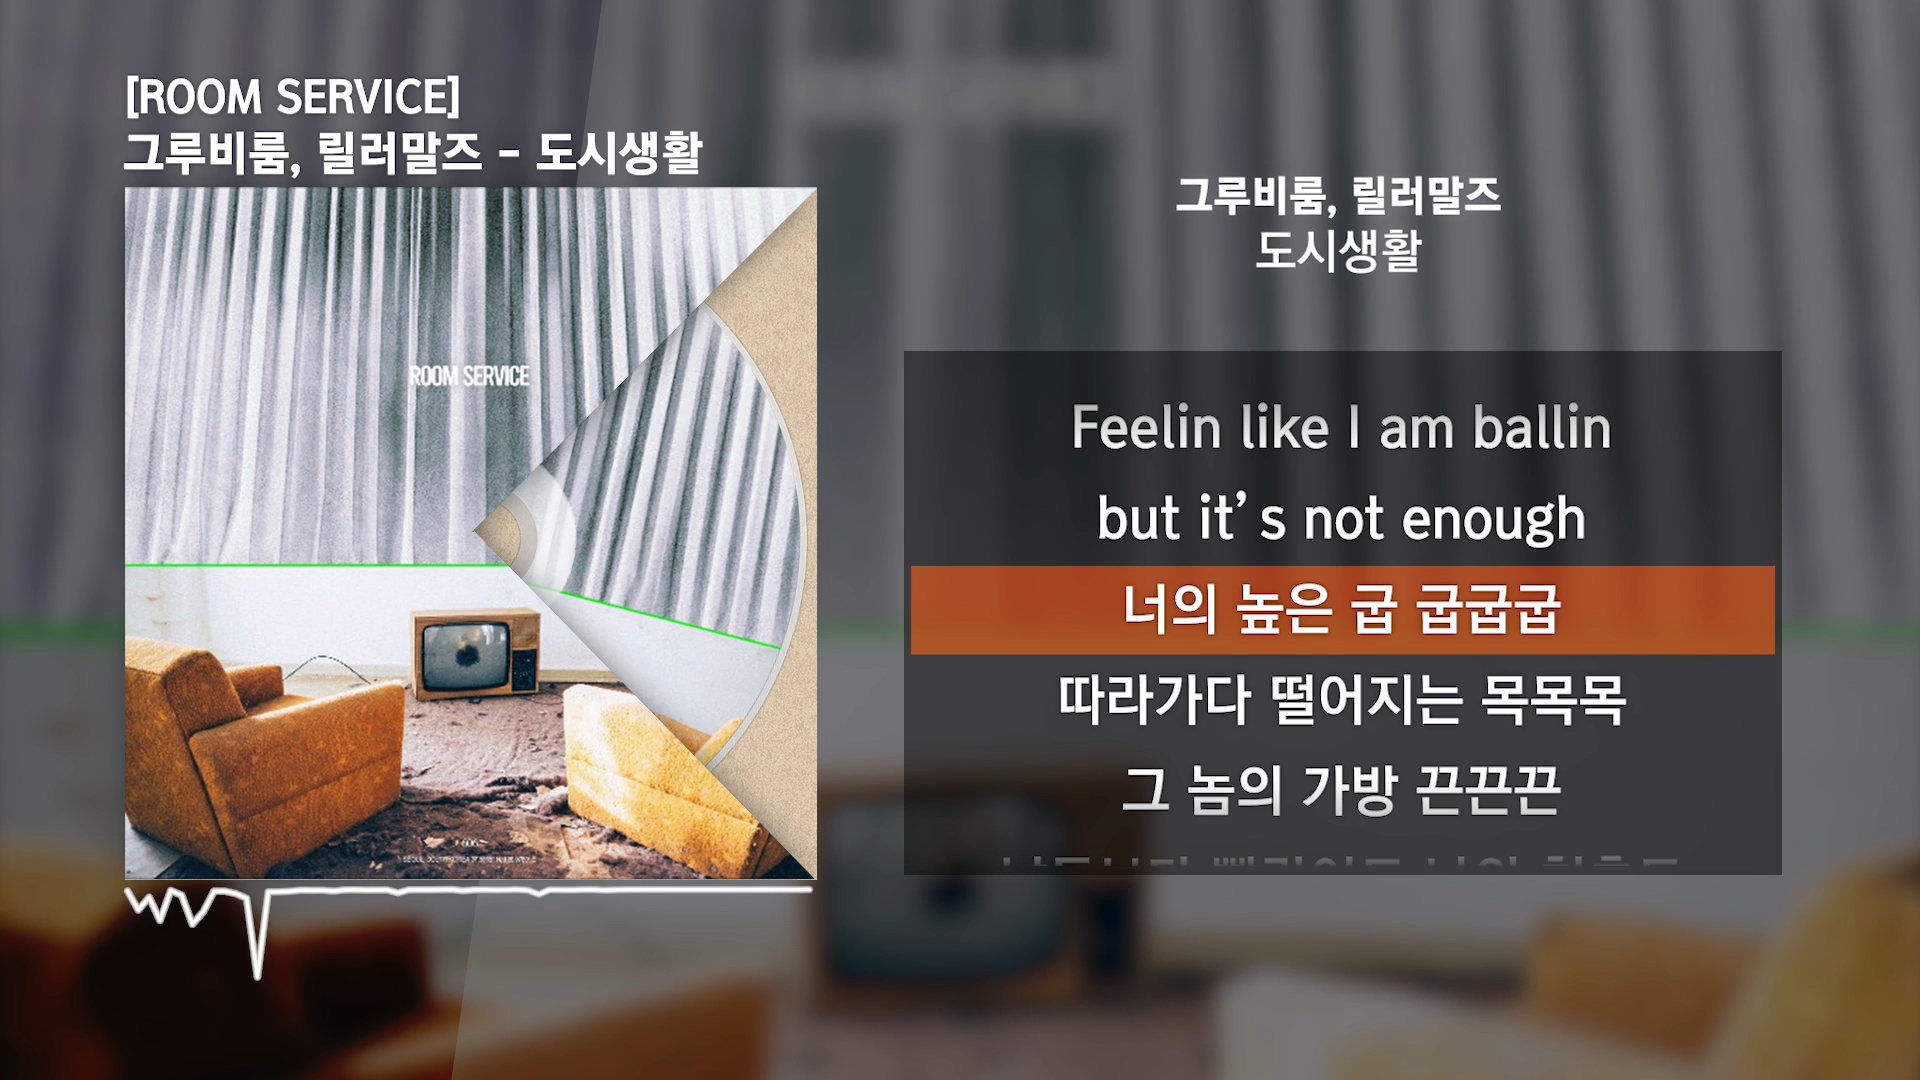 [ROOM SERVICE]
그루비룸, 릴러말즈 - 도시생활
ROOM SERVICE
그루비룸, 릴러말즈
도시생활
Feelin like I am ballin
but it’s not enough
너의 높은 굽 굽굽굽
따라가다 떨어지는 목목목
그 놈의 가방 끈끈끈